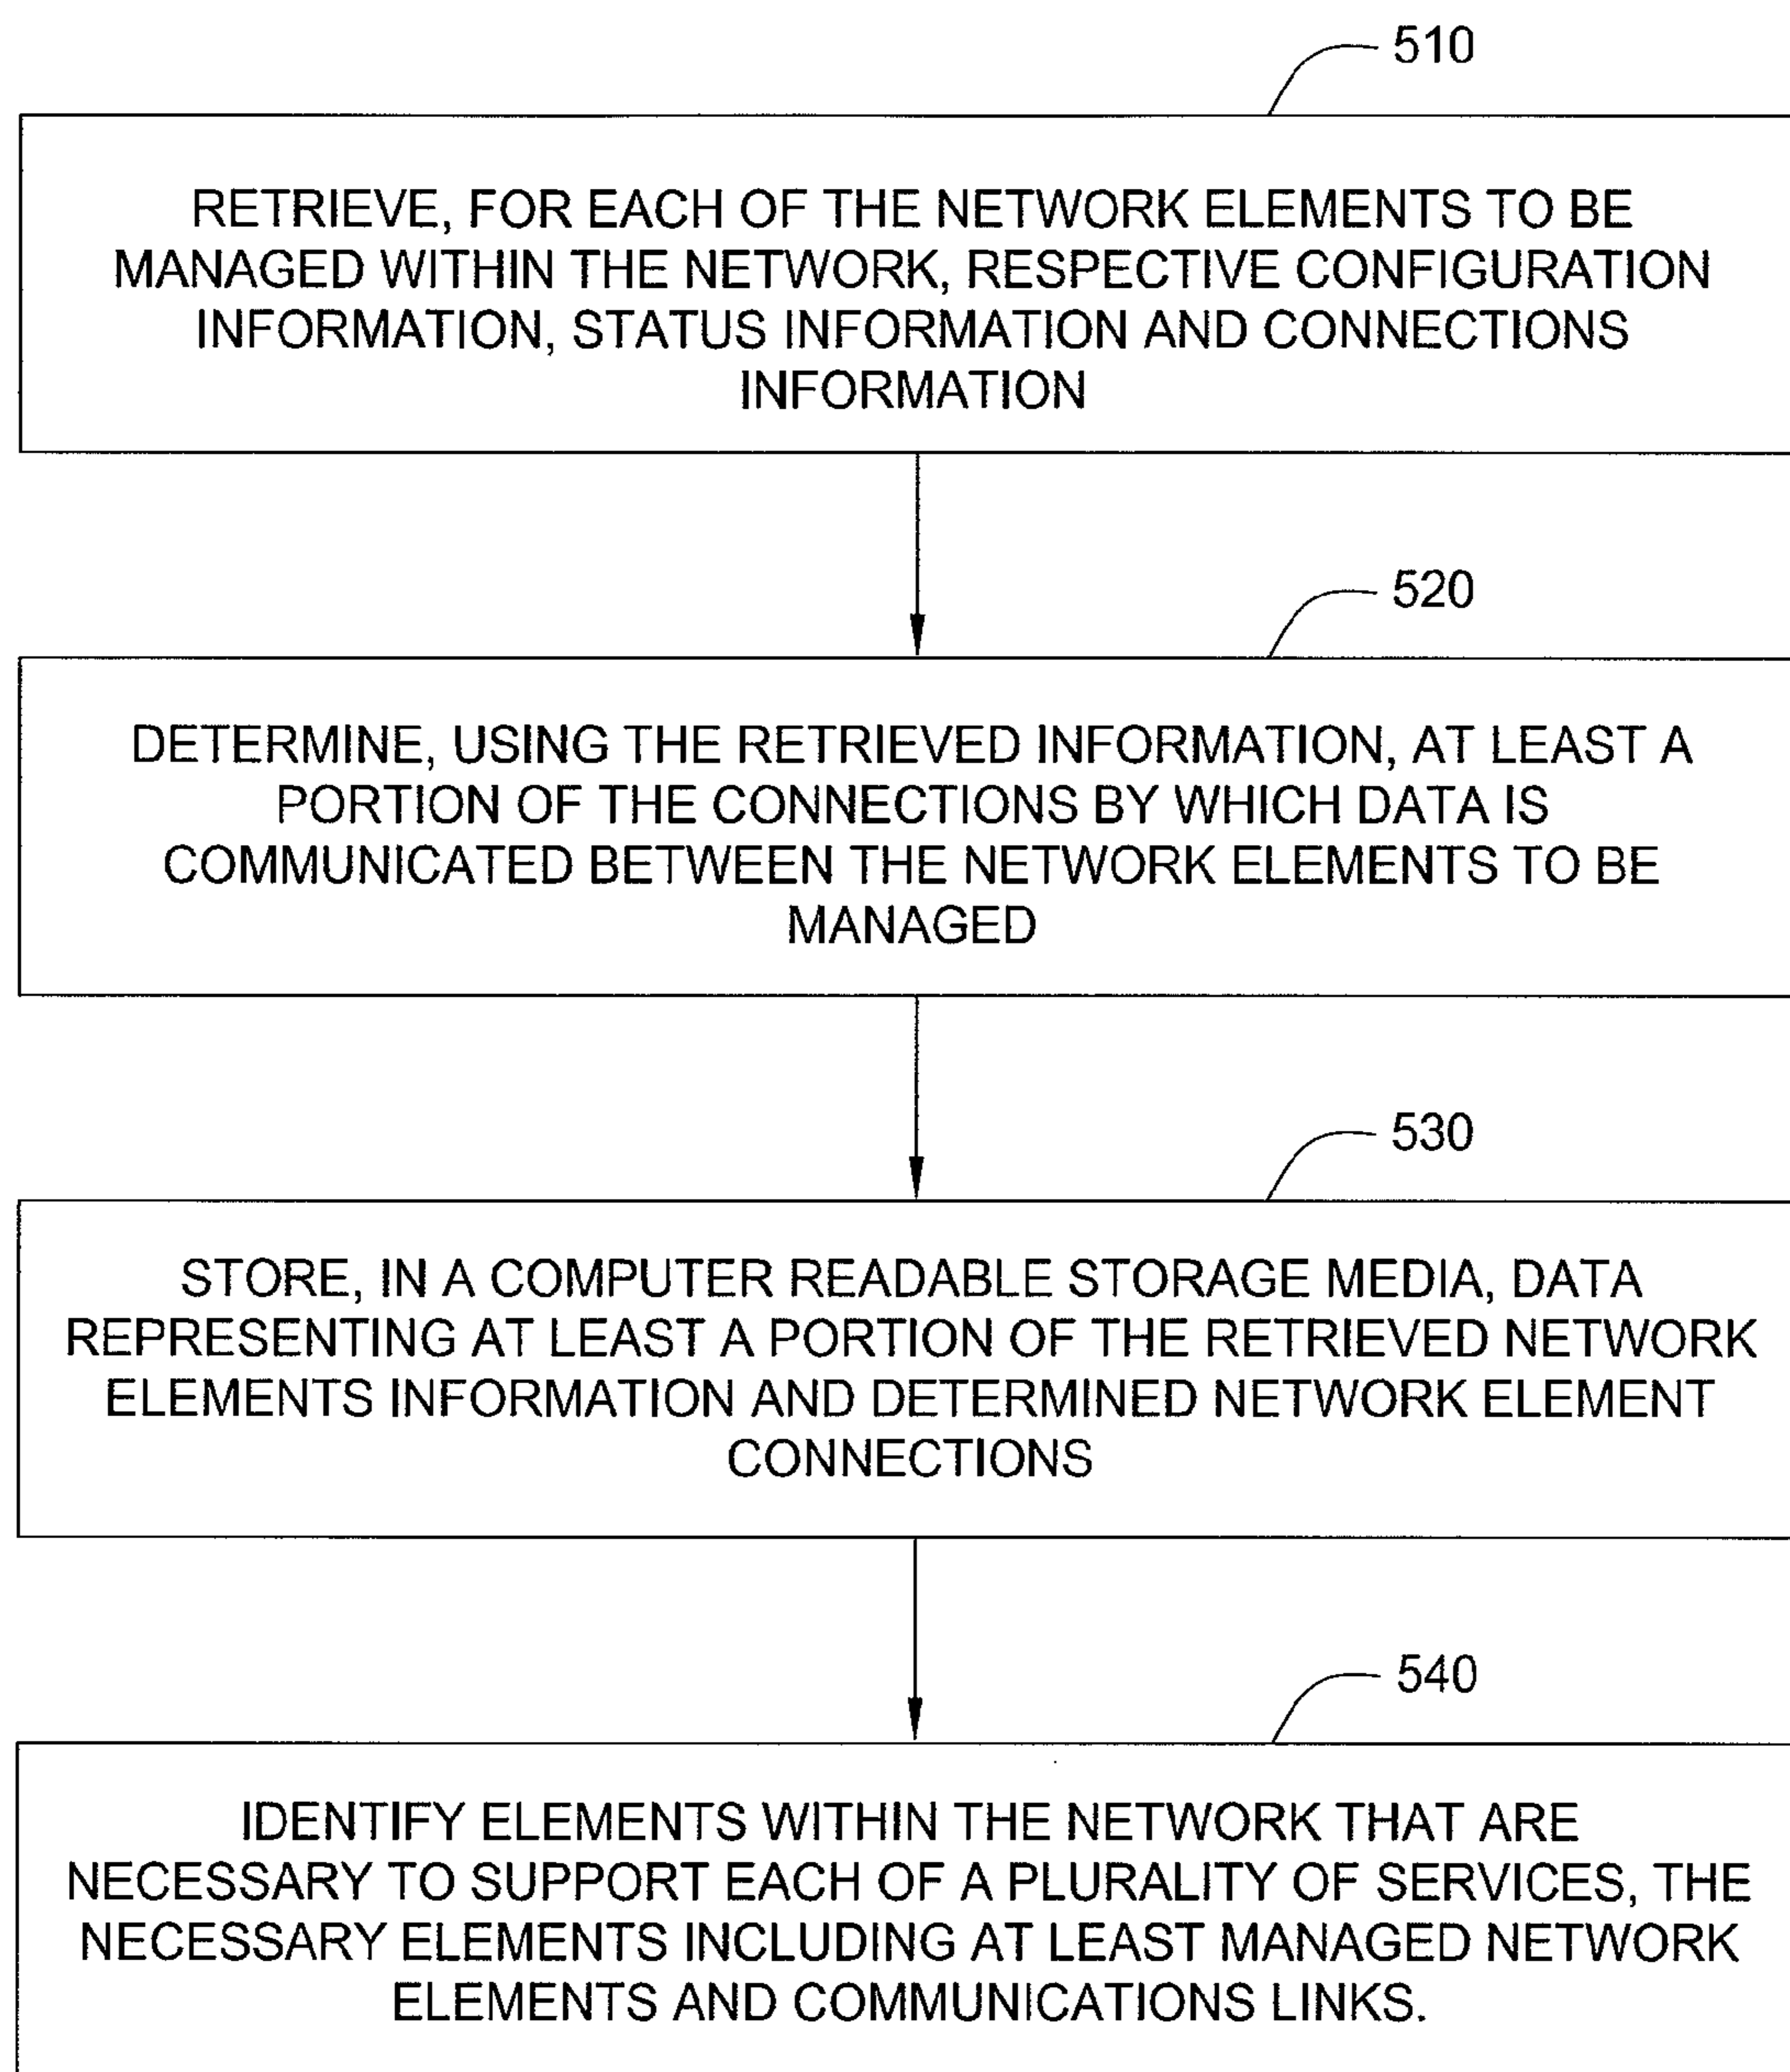 510
RETRIEVE, FOR EACH OF THE NETWORK ELEMENTS TO BE
MANAGED WITHIN THE NETWORK, RESPECTIVE CONFIGURATION
INFORMATION, STATUS INFORMATION AND CONNECTIONS
INFORMATION
520
DETERMINE, USING THE RETRIEVED INFORMATION, AT LEAST A
PORTION OF THE CONNECTIONS BY WHICH DATA IS
COMMUNICATED BETWEEN THE NETWORK ELEMENTS TO BE
MANAGED
530
STORE, IN A COMPUTER READABLE STORAGE MEDIA, DATA
REPRESENTING AT LEAST A PORTION OF THE RETRIEVED NETWORK
ELEMENTS INFORMATION AND DETERMINED NETWORK ELEMENT
CONNECTIONS
540
IDENTIFY ELEMENTS WITHIN THE NETWORK THAT ARE
NECESSARY TO SUPPORT EACH OF A PLURALITY OF SERVICES, THE
NECESSARY ELEMENTS INCLUDING AT LEAST MANAGED NETWORK
ELEMENTS AND COMMUNICATIONS LINKS.